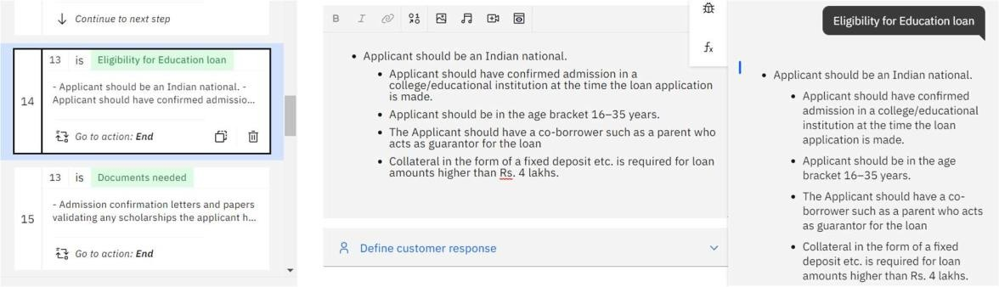 Continue to next step
13 is Eligibility for Education loan
- Applicant should be an Indian national. -
Applicant should have confirmed admissio...
14
Go to action: End
13 is Documents needed
- Admission confirmation letters and papers
validating any scholarships the applicant h...
15
Go to action: End
B I
• Applicant should be an Indian national.
• Applicant should have confirmed admission in a
college/educational institution at the time the loan application
is made.
• Applicant should be in the age bracket 16–35 years.
• The Applicant should have a co-borrower such as a parent who
acts as guarantor for the loan
• Collateral in the form of a fixed deposit etc. is required for loan
amounts higher than Rs. 4 lakhs.
Define customer response
fx
Eligibility for Education loan
• Applicant should be an Indian national.
• Applicant should have confirmed
admission in a college/educational
institution at the time the loan
application is made.
• Applicant should be in the age
bracket 16–35 years.
• The Applicant should have a co-
borrower such as a parent who acts
as guarantor for the loan
• Collateral in the form of a fixed
deposit etc. is required for loan
amounts higher than Rs. 4 lakhs.